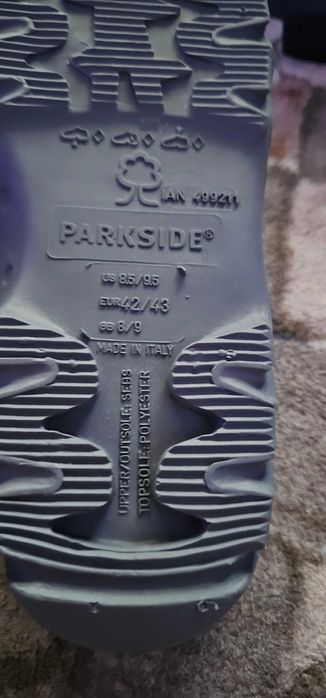 IAN 499211
PARKSIDE®
US 8.5/9.5
EUR 42/43
GB 8/9
MADE IN ITALY
UPPER/OUTSOLE: SEBS
TOPSOLE: POLYESTER